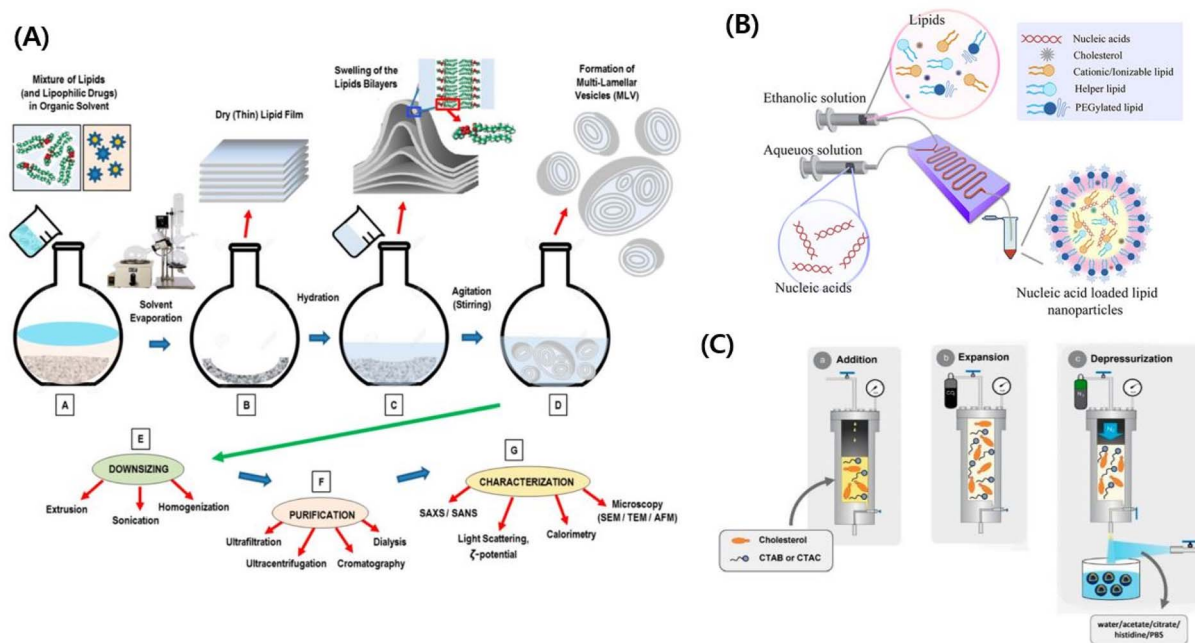 (A)
Mixture of Lipids
(and Lipophilic Drugs)
in Organic Solvent
Dry (Thin) Lipid Film
Swelling of the
Lipids Bilayers
Formation of
Multi-Lamellar
Vesicles (MLV)
Solvent
Evaporation
Hydration
Agitation
(Stirring)
A
B
C
D
E
DOWNSIZING
Extrusion
Sonication
Homogenization
F
PURIFICATION
Ultrafiltration
Ultracentrifugation
Cromatography
Dialysis
G
CHARACTERIZATION
SAXS / SANS
Light Scattering,
ζ-potential
Calorimetry
Microscopy
(SEM / TEM / AFM)
(B)
Lipids
Ethanolic solution
Aqueuos solution
Nucleic acids
Nucleic acids
Cholesterol
Cationic/Ionizable lipid
Helper lipid
PEGylated lipid
Nucleic acid loaded lipid
nanoparticles
(C)
a Addition
Cholesterol
CTAB or CTAC
b Expansion
CO₂
c Depressurization
N₂
N₂
water/acetate/citrate/
histidine/PBS